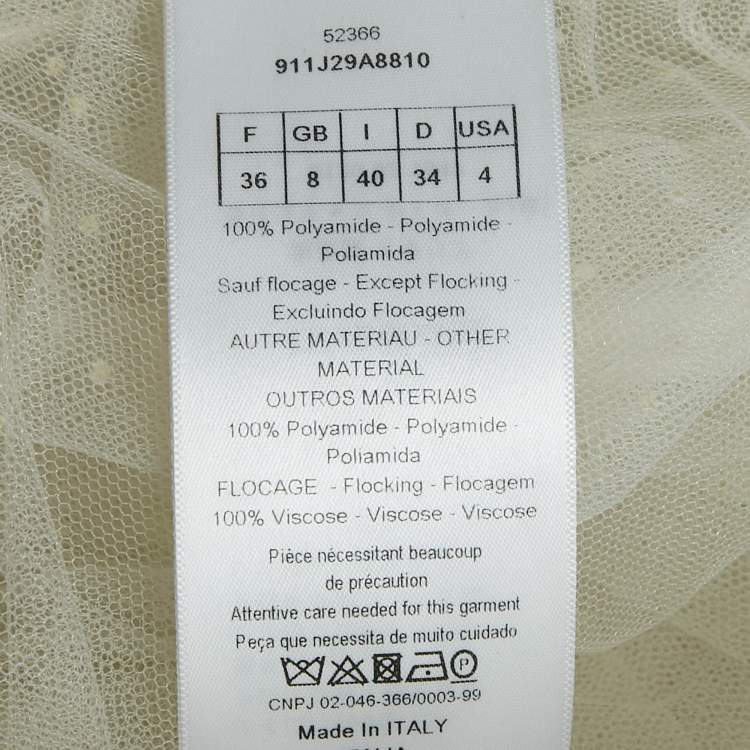 52366
911J29A8810
F GB I D USA
36 8 40 34 4
100% Polyamide - Polyamide -
Poliamida
Sauf flocage - Except Flocking -
Excluindo Flocagem
AUTRE MATERIAU - OTHER
MATERIAL
OUTROS MATERIAIS
100% Polyamide - Polyamide -
Poliamida
FLOCAGE - Flocking - Flocagem
100% Viscose - Viscose - Viscose
Pièce nécessitant beaucoup
de précaution
Attentive care needed for this garment
Peça que necessita de muito cuidado
P
CNPJ 02-046-366/0003-99
Made In ITALY